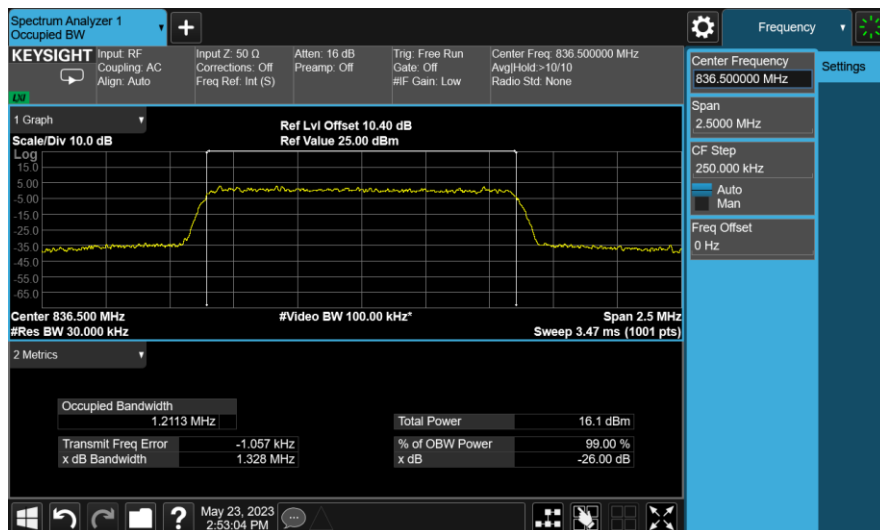 Spectrum Analyzer 1
Occupied BW
Frequency
KEYSIGHT
Input: RF
Coupling: AC
Align: Auto
Input Z: 50 Ω
Corrections: Off
Freq Ref: Int (S)
Atten: 16 dB
Preamp: Off
Trig: Free Run
Gate: Off
#IF Gain: Low
Center Freq: 836.500000 MHz
Avg|Hold:>10/10
Radio Std: None
LXI
Center Frequency
836.500000 MHz
Settings
Span
2.5000 MHz
CF Step
250.000 kHz
Auto
Man
Freq Offset
0 Hz
1 Graph
Scale/Div 10.0 dB
Ref Lvl Offset 10.40 dB
Ref Value 25.00 dBm
Log
15.0
5.00
-5.00
-15.0
-25.0
-35.0
-45.0
-55.0
-65.0
Center 836.500 MHz
#Res BW 30.000 kHz
#Video BW 100.00 kHz*
Span 2.5 MHz
Sweep 3.47 ms (1001 pts)
2 Metrics
Occupied Bandwidth
1.2113 MHz
Transmit Freq Error -1.057 kHz
x dB Bandwidth 1.328 MHz
Total Power 16.1 dBm
% of OBW Power 99.00 %
x dB -26.00 dB
?
May 23, 2023
2:53:04 PM